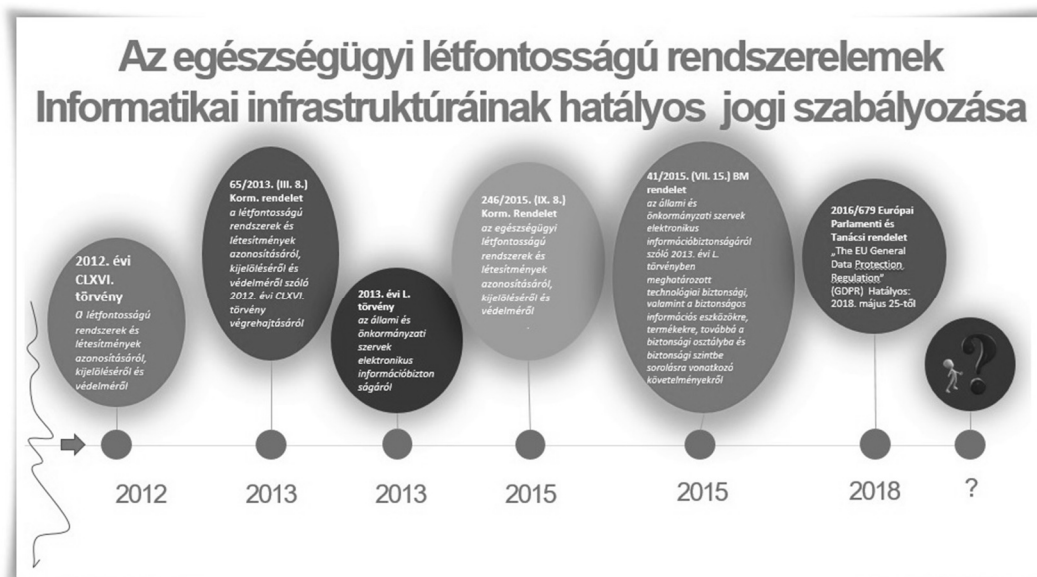 Az egészségügyi létfontosságú rendszerelemek
Informatikai infrastruktúráinak hatályos jogi szabályozása
2012. évi
CLXVI.
törvény
a létfontosságú
rendszerek és
létesítmények
azonosításáról,
kijelöléséről és
védelméről
65/2013. (III. 8.)
Korm. rendelet
a létfontosságú
rendszerek és
létesítmények
azonosításáról,
kijelöléséről és
védelméről szóló
2012. évi CLXVI.
törvény
végrehajtásáról
2013. évi L.
törvény
az állami és
önkormányzati
szervek
elektronikus
információbizton
ságáról
246/2015. (IX. 8.)
Korm. Rendelet
az egészségügyi
létfontosságú
rendszerek és
létesítmények
azonosításáról,
kijelöléséről és
védelméről
.
41/2015. (VII. 15.) BM
rendelet
az állami és
önkormányzati szervek
elektronikus
információbiztonságáról
szóló 2013. évi L.
törvényben
meghatározott
technológiai biztonsági,
valamint a biztonságos
információs eszközökre,
termékekre, továbbá a
biztonsági osztályba és
biztonsági szintbe
sorolásra vonatkozó
követelményekről
2016/679 Európai
Parlamenti és
Tanácsi rendelet
„The EU General
Data Protection
Regulation"
(GDPR) Hatályos:
2018. május 25-től
?
2012
2013
2013
2015
2015
2018
?